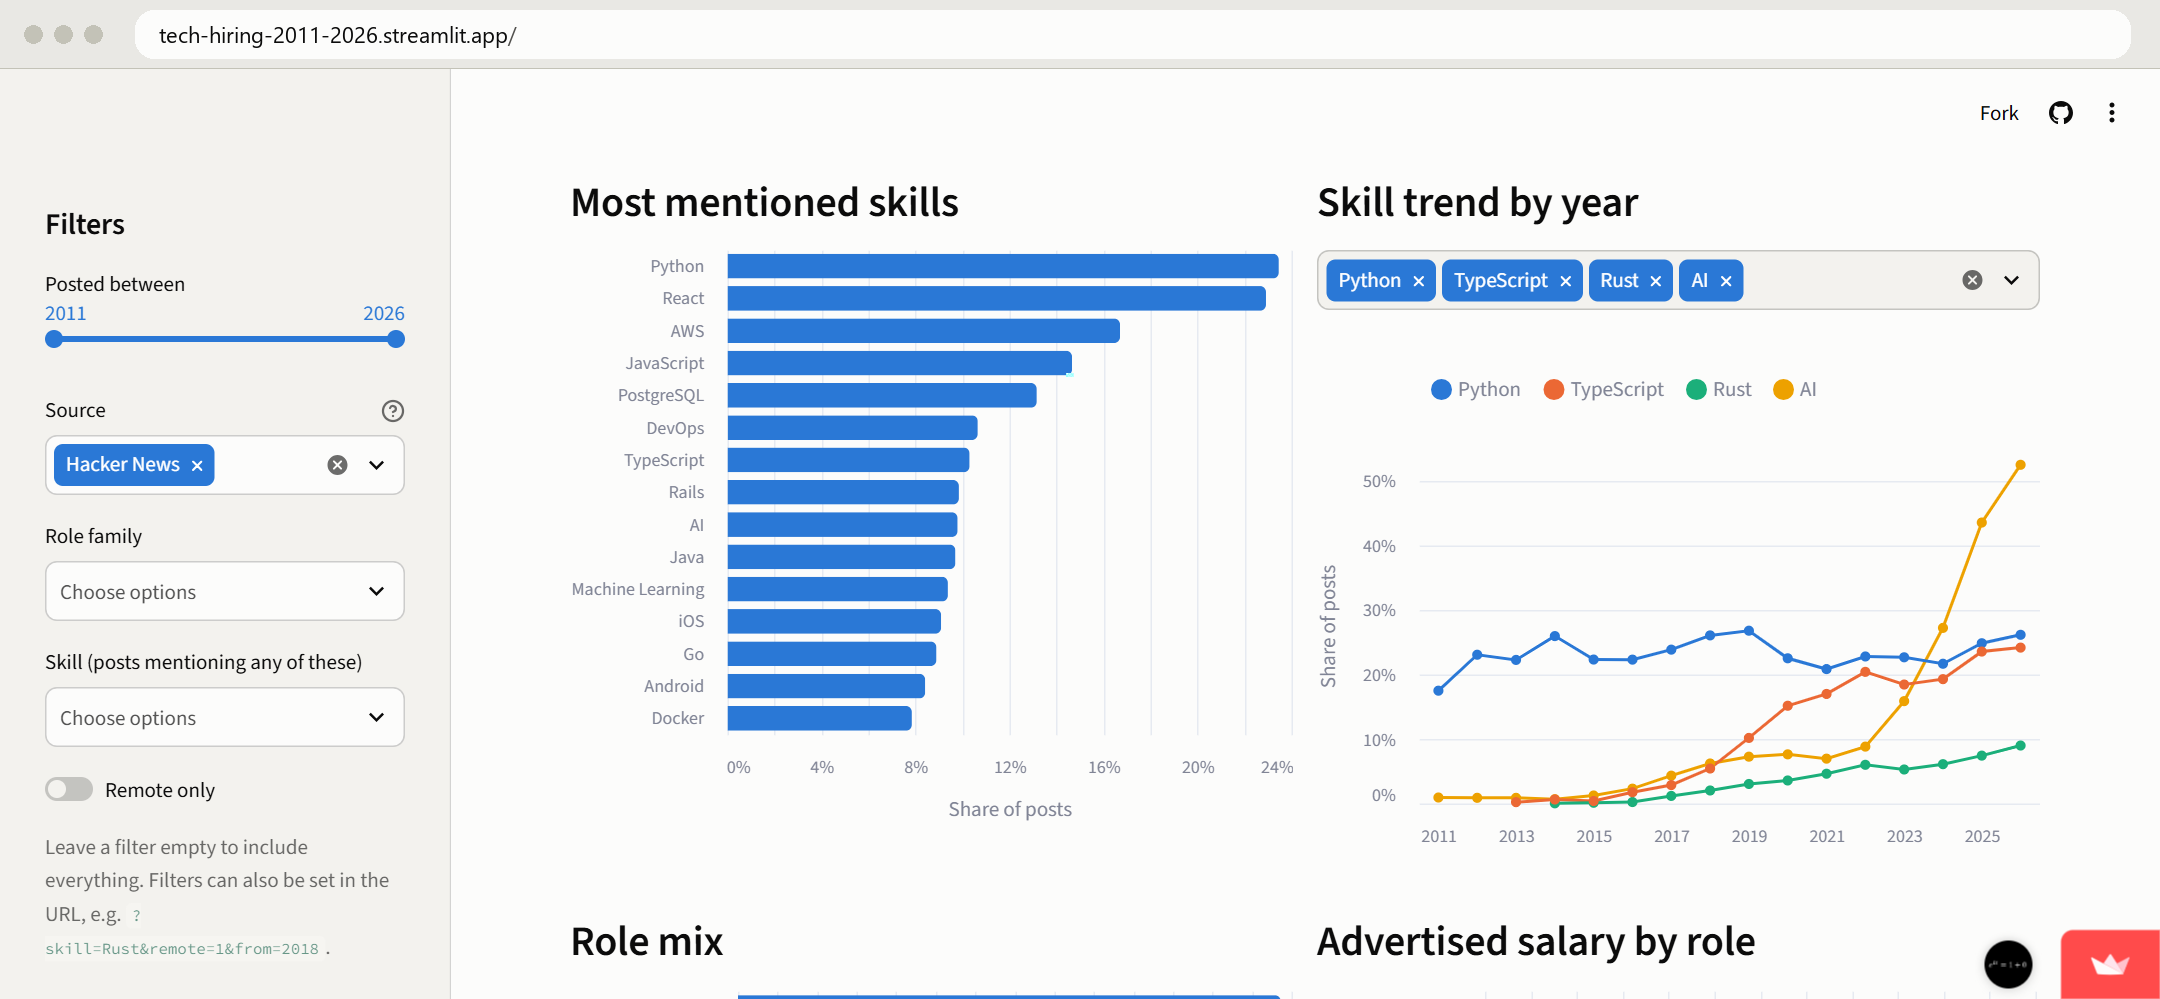 tech-hiring-2011-2026.streamlit.app/
Fork
Filters
Posted between
2011 2026
Source
Hacker News
Role family
Choose options
Skill (posts mentioning any of these)
Choose options
Remote only
Leave a filter empty to include
everything. Filters can also be set in the
URL, e.g. ?
skill=Rust&remote=1&from=2018 .
Most mentioned skills
Python
React
AWS
JavaScript
PostgreSQL
DevOps
TypeScript
Rails
AI
Java
Machine Learning
iOS
Go
Android
Docker
0% 4% 8% 12% 16% 20% 24%
Share of posts
Skill trend by year
Python TypeScript Rust AI
Python TypeScript Rust AI
50%
40%
30%
20%
10%
0%
Share of posts
2011 2013 2015 2017 2019 2021 2023 2025
Role mix
Advertised salary by role